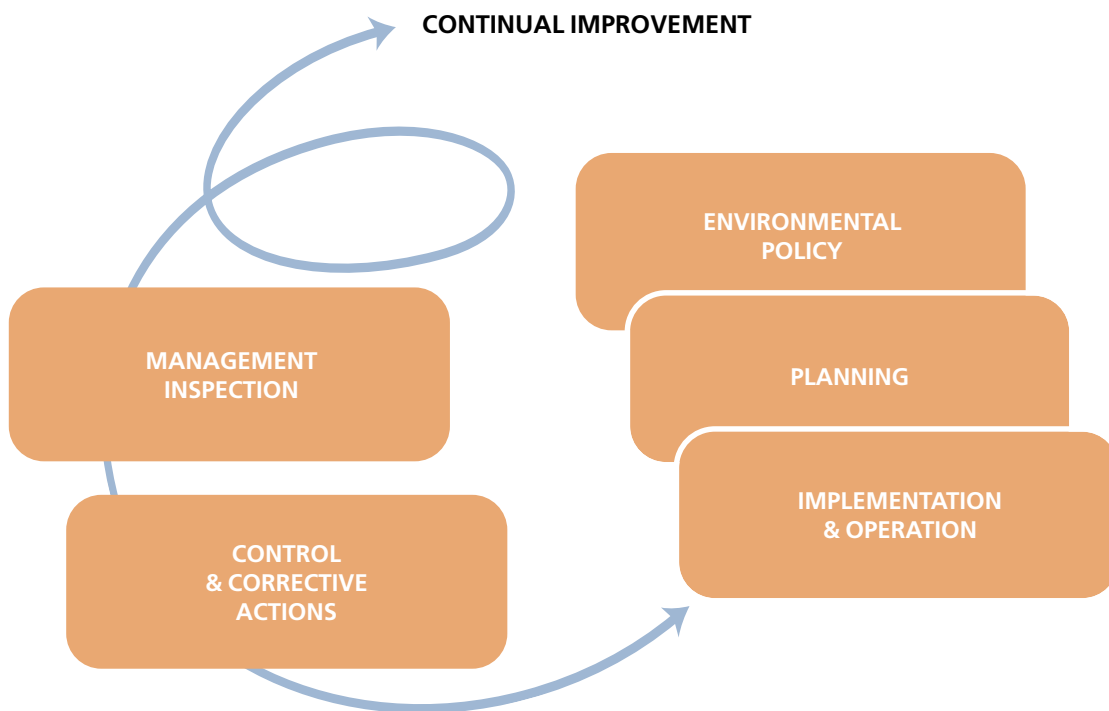 CONTINUAL IMPROVEMENT
ENVIRONMENTAL
POLICY
PLANNING
IMPLEMENTATION
& OPERATION
MANAGEMENT
INSPECTION
CONTROL
& CORRECTIVE
ACTIONS